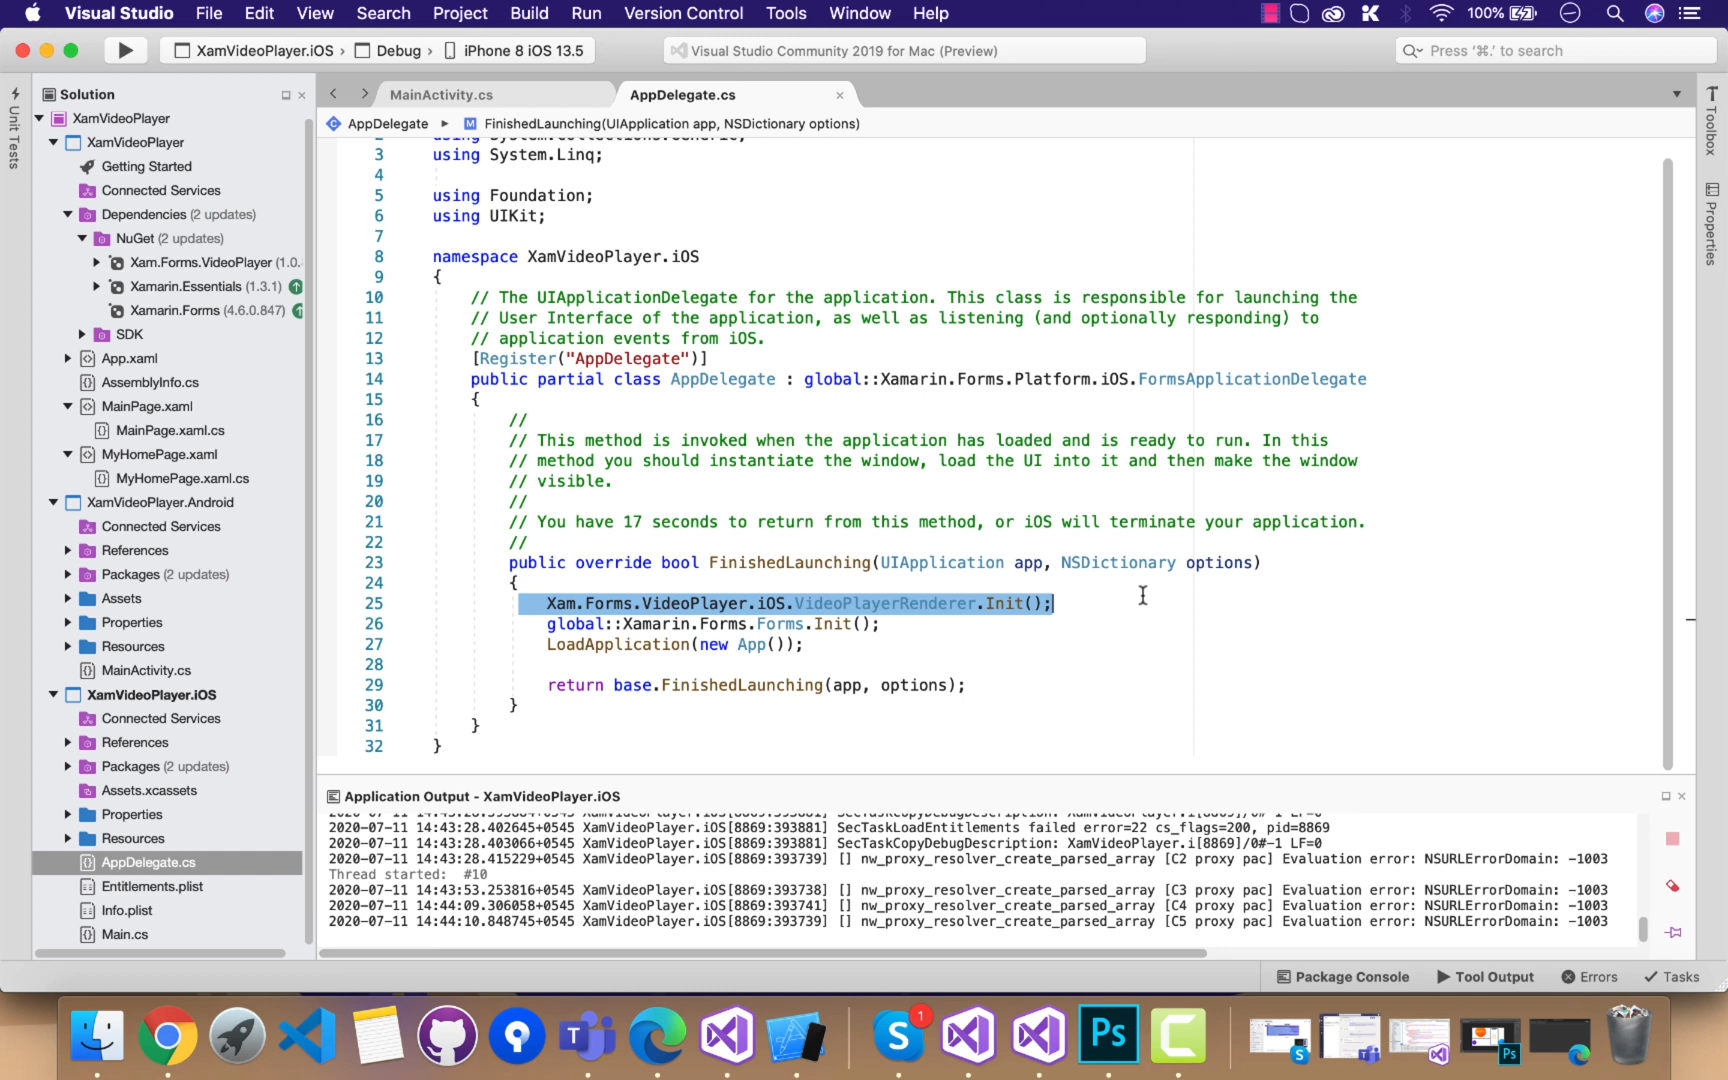 Visual Studio File Edit View Search Project Build Run Version Control Tools Window Help 100%
XamVideoPlayer.iOS › Debug › iPhone 8 iOS 13.5
Visual Studio Community 2019 for Mac (Preview)
Press ‘⌘.’ to search
Unit Tests
Solution
XamVideoPlayer
XamVideoPlayer
Getting Started
Connected Services
Dependencies (2 updates)
NuGet (2 updates)
Xam.Forms.VideoPlayer (1.0.
Xamarin.Essentials (1.3.1)
Xamarin.Forms (4.6.0.847)
SDK
App.xaml
AssemblyInfo.cs
MainPage.xaml
MainPage.xaml.cs
MyHomePage.xaml
MyHomePage.xaml.cs
XamVideoPlayer.Android
Connected Services
References
Packages (2 updates)
Assets
Properties
Resources
MainActivity.cs
XamVideoPlayer.iOS
Connected Services
References
Packages (2 updates)
Assets.xcassets
Properties
Resources
AppDelegate.cs
Entitlements.plist
Info.plist
Main.cs
MainActivity.cs AppDelegate.cs
AppDelegate FinishedLaunching(UIApplication app, NSDictionary options)
2 using System.Collections.Generic;
3 using System.Linq;
4
5 using Foundation;
6 using UIKit;
7
8 namespace XamVideoPlayer.iOS
9 {
10 // The UIApplicationDelegate for the application. This class is responsible for launching the
11 // User Interface of the application, as well as listening (and optionally responding) to
12 // application events from iOS.
13 [Register("AppDelegate")]
14 public partial class AppDelegate : global::Xamarin.Forms.Platform.iOS.FormsApplicationDelegate
15 {
16 //
17 // This method is invoked when the application has loaded and is ready to run. In this
18 // method you should instantiate the window, load the UI into it and then make the window
19 // visible.
20 //
21 // You have 17 seconds to return from this method, or iOS will terminate your application.
22 //
23 public override bool FinishedLaunching(UIApplication app, NSDictionary options)
24 {
25 Xam.Forms.VideoPlayer.iOS.VideoPlayerRenderer.Init();
26 global::Xamarin.Forms.Forms.Init();
27 LoadApplication(new App());
28
29 return base.FinishedLaunching(app, options);
30 }
31 }
32 }
Toolbox
Properties
Application Output - XamVideoPlayer.iOS
2020-07-11 14:43:28.402645+0545 XamVideoPlayer.iOS[8869:393881] SecTaskLoadEntitlements failed error=22 cs_flags=200, pid=8869
2020-07-11 14:43:28.403066+0545 XamVideoPlayer.iOS[8869:393881] SecTaskCopyDebugDescription: XamVideoPlayer.i[8869]/0#-1 LF=0
2020-07-11 14:43:28.415229+0545 XamVideoPlayer.iOS[8869:393739] [] nw_proxy_resolver_create_parsed_array [C2 proxy pac] Evaluation error: NSURLErrorDomain: -1003
Thread started: #10
2020-07-11 14:43:53.253816+0545 XamVideoPlayer.iOS[8869:393738] [] nw_proxy_resolver_create_parsed_array [C3 proxy pac] Evaluation error: NSURLErrorDomain: -1003
2020-07-11 14:44:09.306058+0545 XamVideoPlayer.iOS[8869:393741] [] nw_proxy_resolver_create_parsed_array [C4 proxy pac] Evaluation error: NSURLErrorDomain: -1003
2020-07-11 14:44:10.848745+0545 XamVideoPlayer.iOS[8869:393739] [] nw_proxy_resolver_create_parsed_array [C5 proxy pac] Evaluation error: NSURLErrorDomain: -1003
Package Console Tool Output Errors Tasks
S 1 Ps